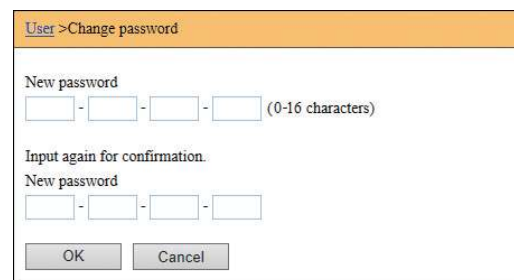 User >Change password
New password
- - - (0-16 characters)
Input again for confirmation.
New password
- - -
OK Cancel